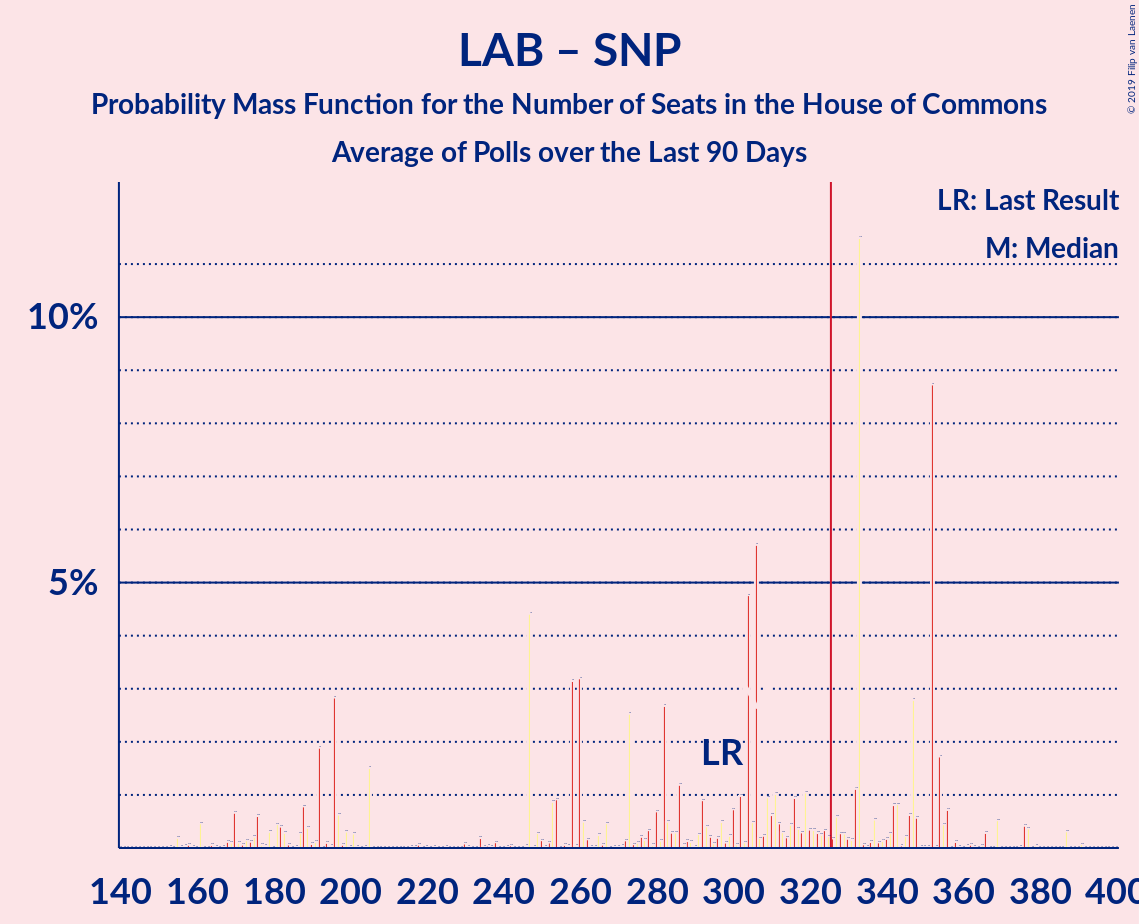 LAB – SNP
Probability Mass Function for the Number of Seats in the House of Commons
Average of Polls over the Last 90 Days
© 2019 Filip van Laenen
LR: Last Result
M: Median
10%
5%
LR
140 160 180 200 220 240 260 280 300 320 340 360 380 400